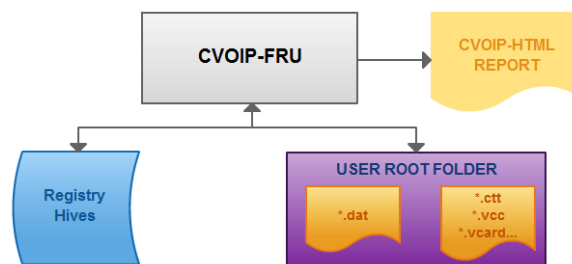 CVOIP-FRU
CVOIP-HTML
REPORT
Registry
Hives
USER ROOT FOLDER
*.dat
*.ctt
*.vcc
*.vcard...